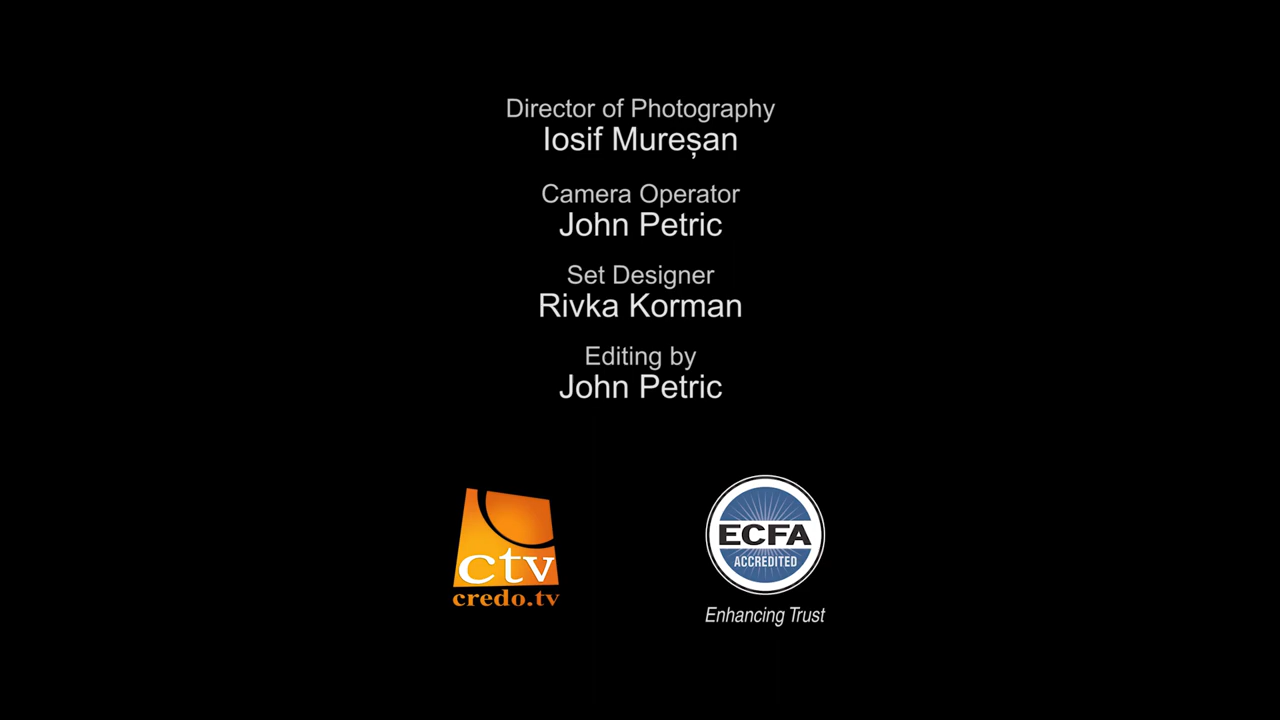 Director of Photography
Iosif Mureșan
Camera Operator
John Petric
Set Designer
Rivka Korman
Editing by
John Petric
ctv
credo.tv
ECFA
ACCREDITED
Enhancing Trust